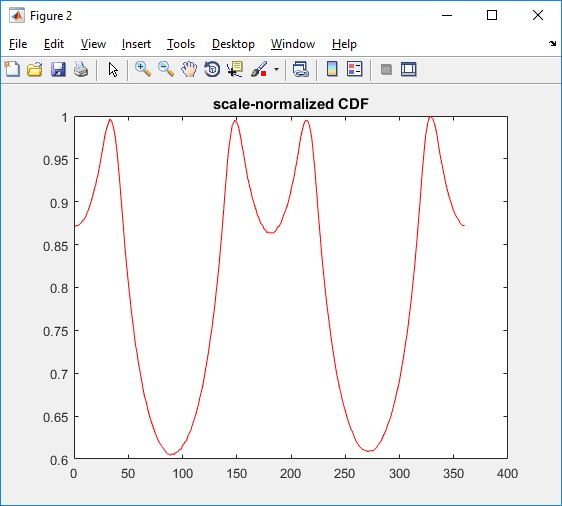 Figure 2
File Edit View Insert Tools Desktop Window Help
scale-normalized CDF
1
0.95
0.9
0.85
0.8
0.75
0.7
0.65
0.6
0 50 100 150 200 250 300 350 400